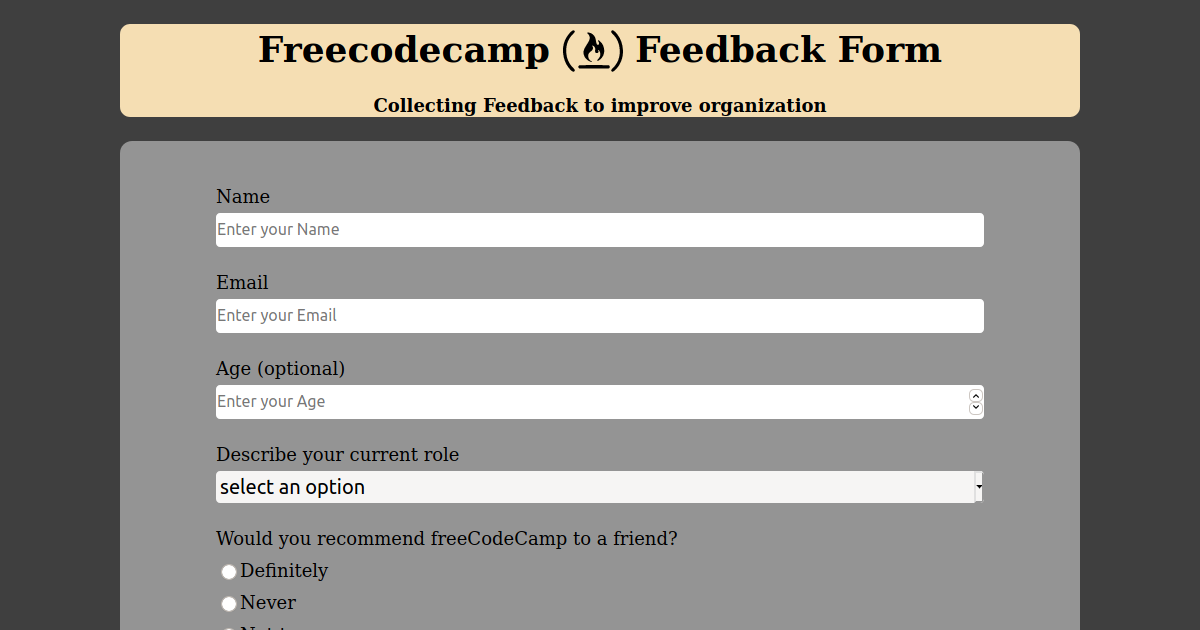 Freecodecamp () Feedback Form
Collecting Feedback to improve organization
Name
Enter your Name
Email
Enter your Email
Age (optional)
Enter your Age
Describe your current role
select an option
Would you recommend freeCodeCamp to a friend?
Definitely
Never